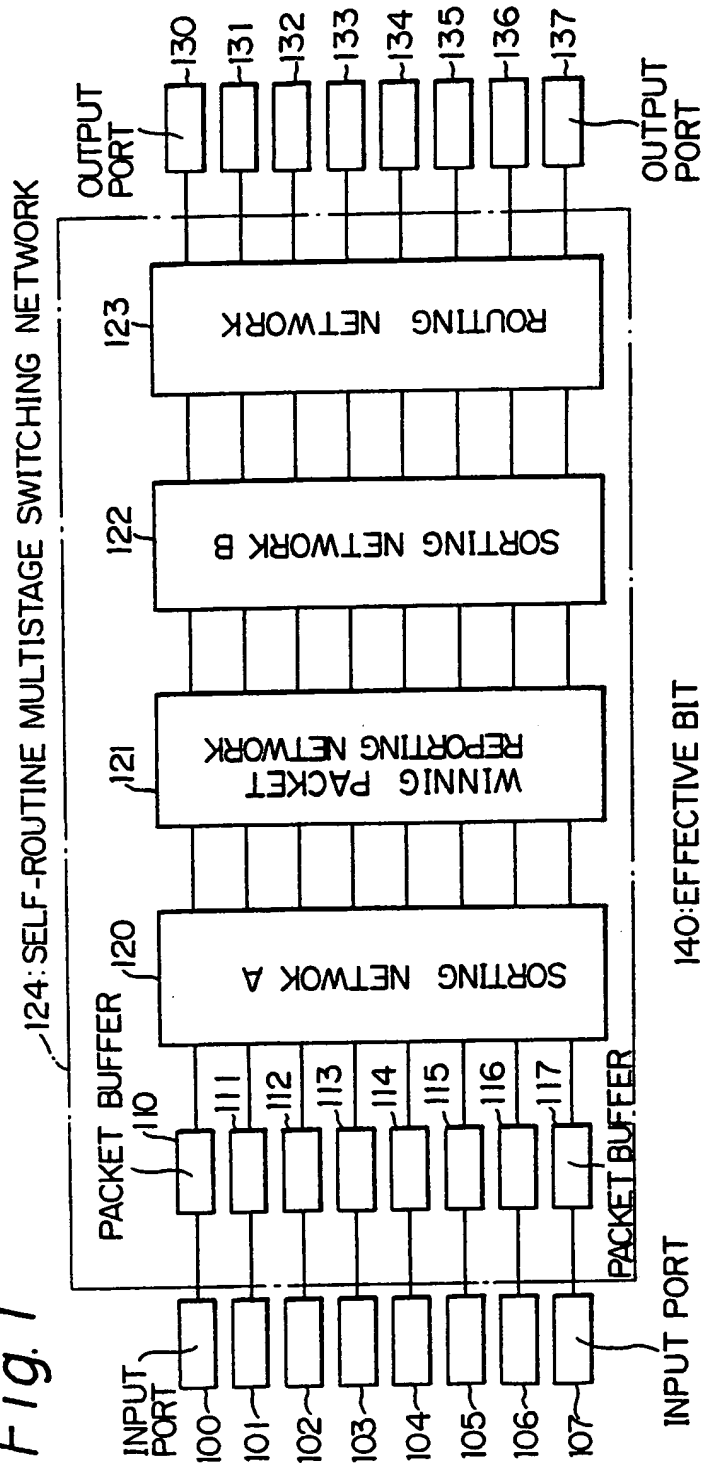 Fig. 1
124: SELF-ROUTINE MULTISTAGE SWITCHING NETWORK
INPUT
PORT
100
101
102
103
104
105
106
107
INPUT PORT
PACKET BUFFER
110
111
112
113
114
115
116
117
PACKET BUFFER
120
SORTING NETWOK A
121
WINNIG PACKET
REPORTING NETWORK
122
SORTING NETWORK B
123
ROUTING NETWORK
OUTPUT
PORT
130
131
132
133
134
135
136
137
OUTPUT
PORT
140: EFFECTIVE BIT